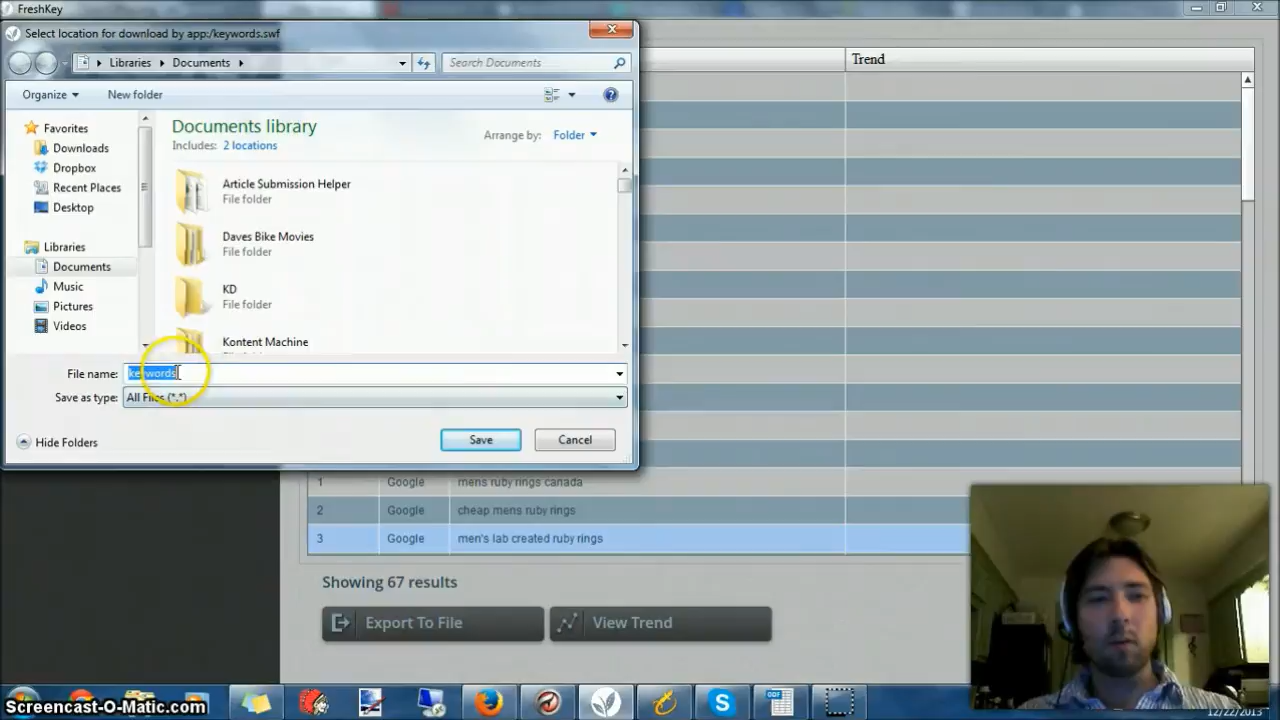 FreshKey
Select location for download by app:/keywords.swf
Libraries
Documents
Search Documents
Trend
Organize
New folder
Favorites
Downloads
Dropbox
Recent Places
Desktop
Libraries
Documents
Music
Pictures
Videos
Documents library
Includes: 2 locations
Arrange by: Folder
Article Submission Helper
File folder
Daves Bike Movies
File folder
KD
File folder
Kontent Machine
File name: keywords
Save as type: All Files (*.*)
Hide Folders
Save
Cancel
1 Google mens ruby rings canada
2 Google cheap mens ruby rings
3 Google men's lab created ruby rings
Showing 67 results
Export To File
View Trend
Screencast-O-Matic.com
12/22/2013